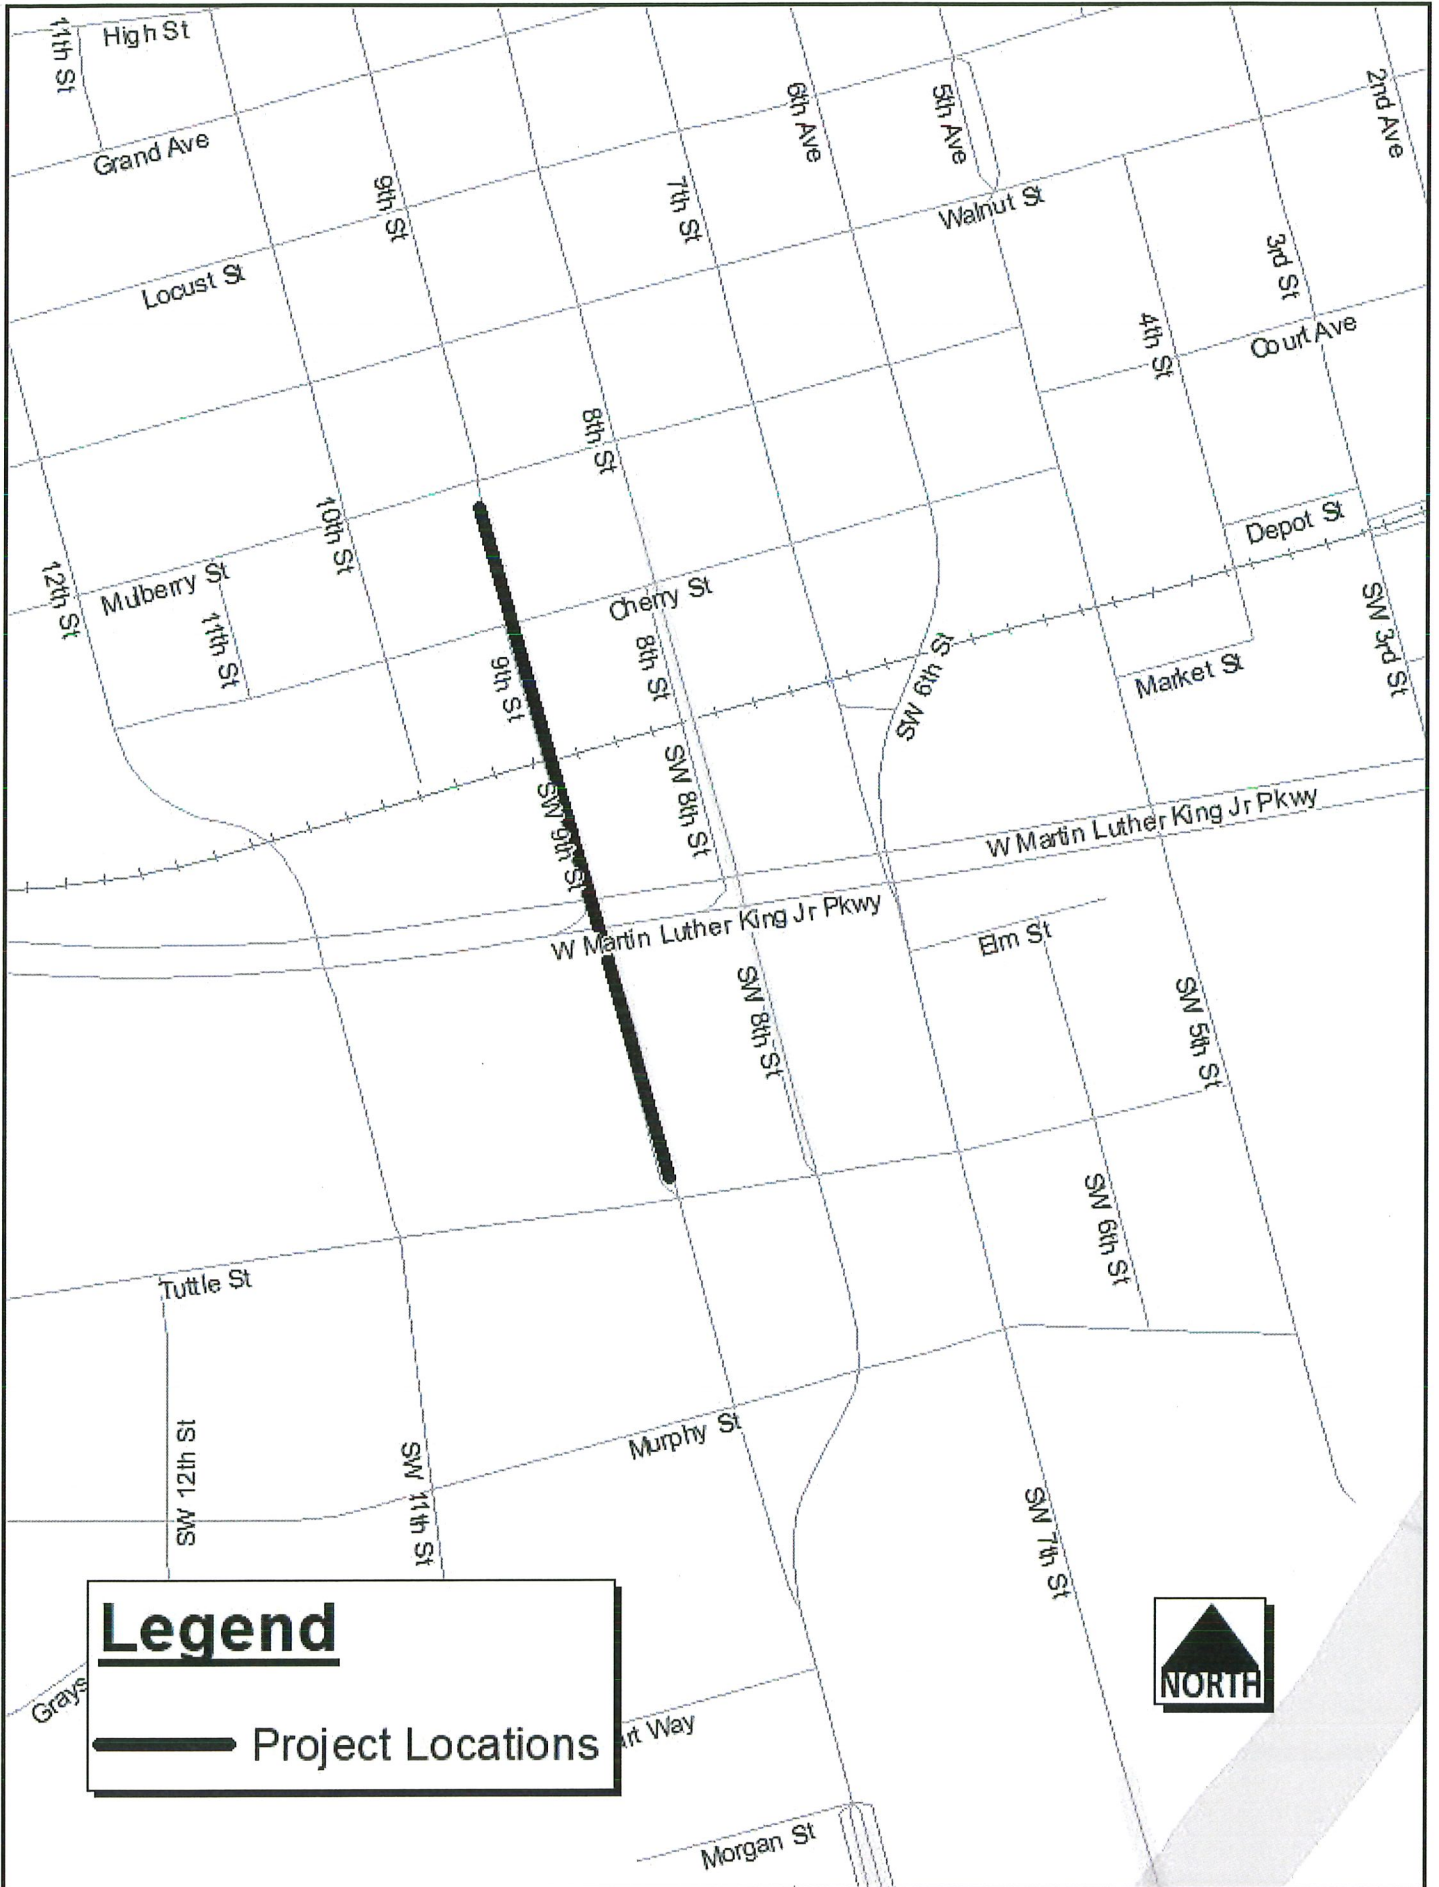 High St
11th St
Grand Ave
6th Ave
5th Ave
2nd Ave
9th St
7th St
Walnut St
3rd St
Locust St
4th St
Court Ave
8th St
10th St
Depot St
12th St
Mulberry St
11th St
Cherry St
8th St
9th St
SW 3rd St
SW 6th St
Market St
SW 8th St
SW 9th St
W Martin Luther King Jr Pkwy
W Martin Luther King Jr Pkwy
Elm St
SW 8th St
SW 5th St
SW 6th St
Tuttle St
SW 12th St
SW 11th St
Murphy St
SW 7th St
Legend
Project Locations
NORTH
Grays
rt Way
Morgan St